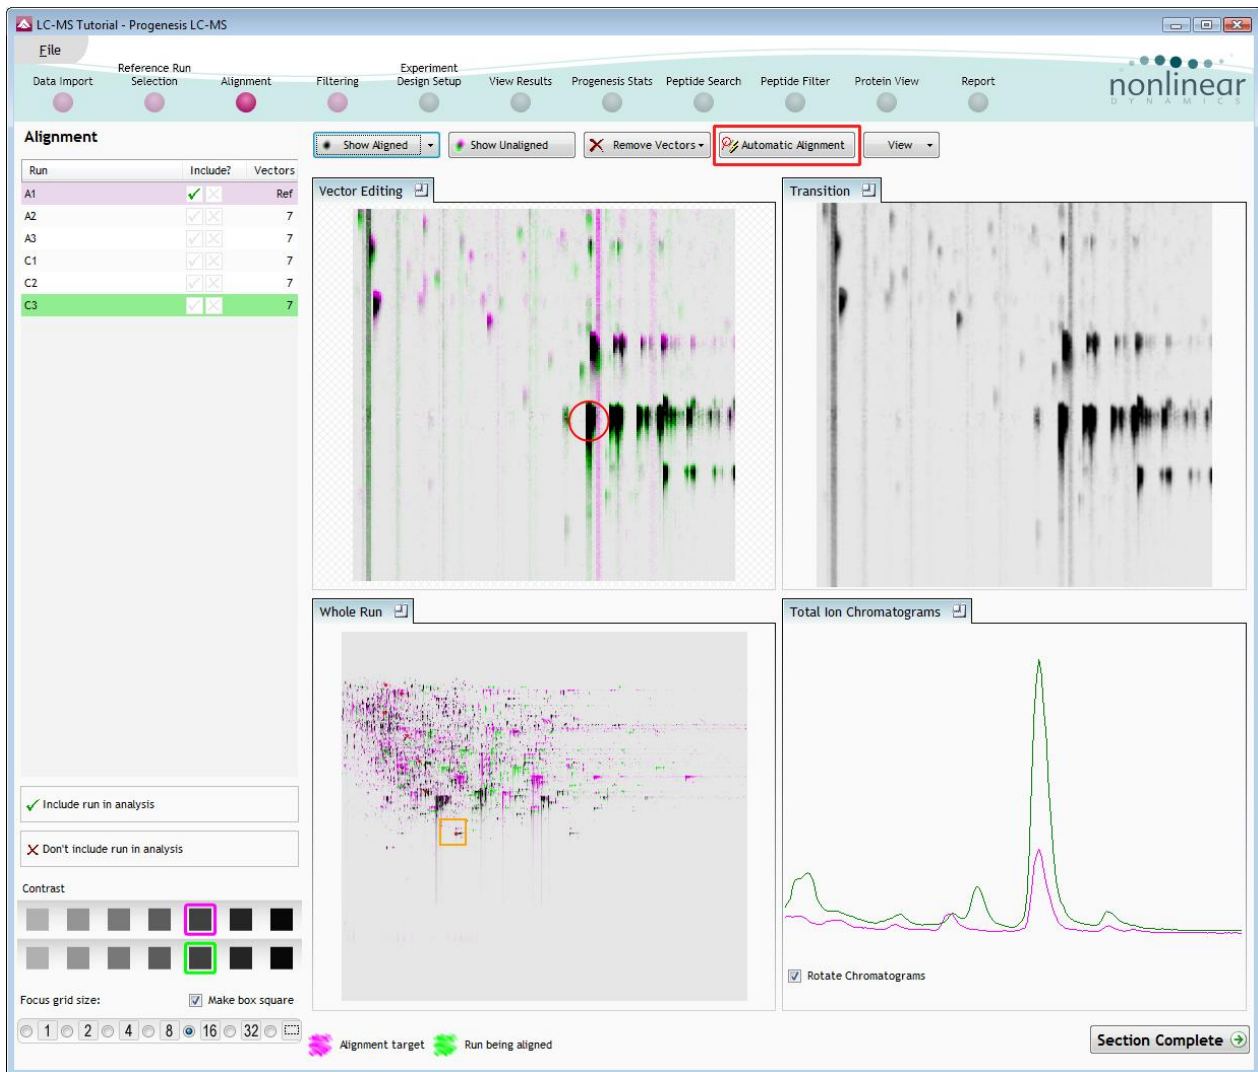 LC-MS Tutorial - Progenesis LC-MS
File
Data Import
Reference Run
Selection
Alignment
Filtering
Experiment
Design Setup
View Results
Progenesis Stats
Peptide Search
Peptide Filter
Protein View
Report
nonlinear
DYNAMICS
Alignment
Run Include? Vectors
A1 Ref
A2 7
A3 7
C1 7
C2 7
C3 7
Show Aligned
Show Unaligned
Remove Vectors
Automatic Alignment
View
Vector Editing
Transition
Whole Run
Total Ion Chromatograms
Rotate Chromatograms
Include run in analysis
Don't include run in analysis
Contrast
Focus grid size:
Make box square
1 2 4 8 16 32
Alignment target
Run being aligned
Section Complete